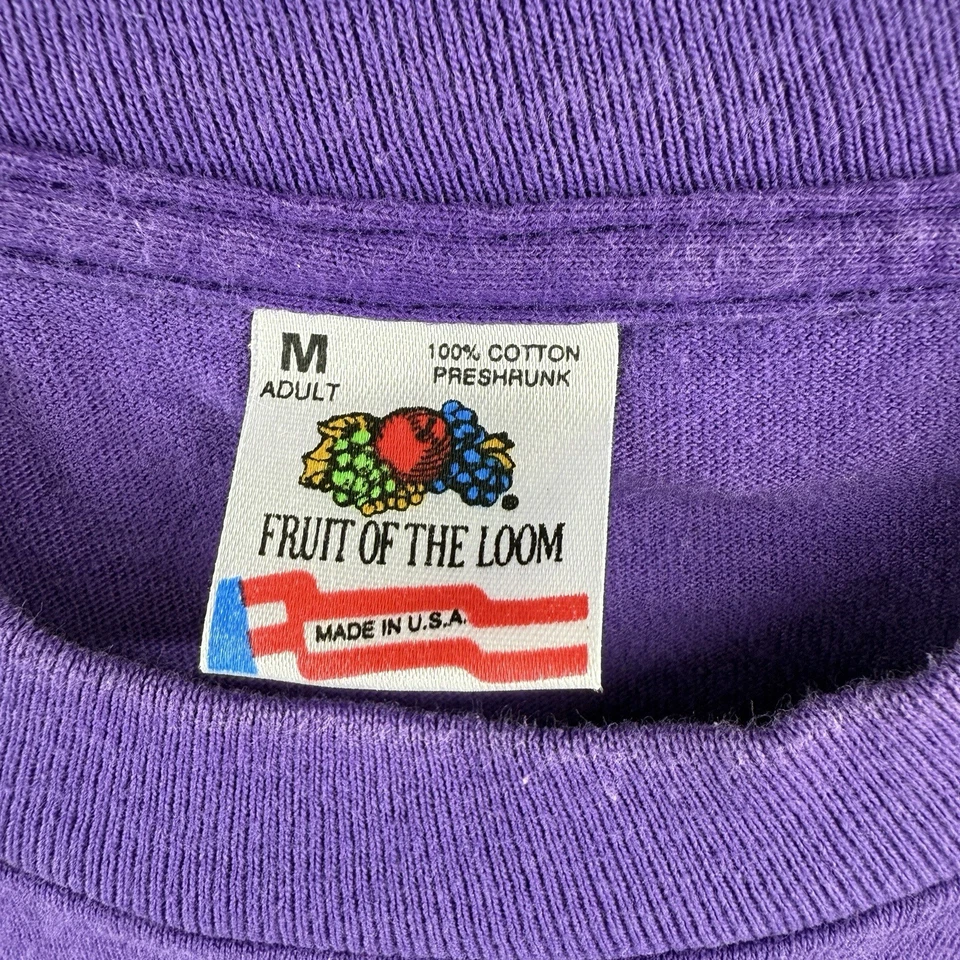 M
ADULT
100% COTTON
PRESHRUNK
FRUIT OF THE LOOM
MADE IN U.S.A.